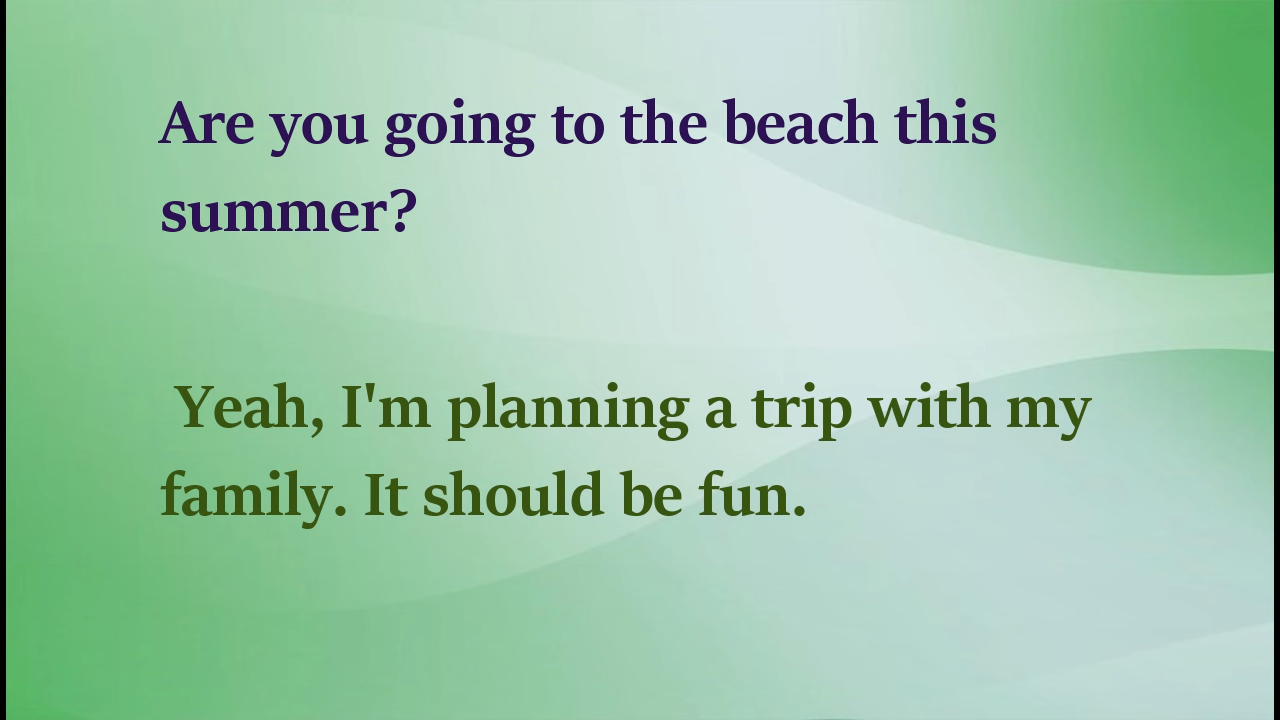 Are you going to the beach this
summer?
Yeah, I'm planning a trip with my
family. It should be fun.